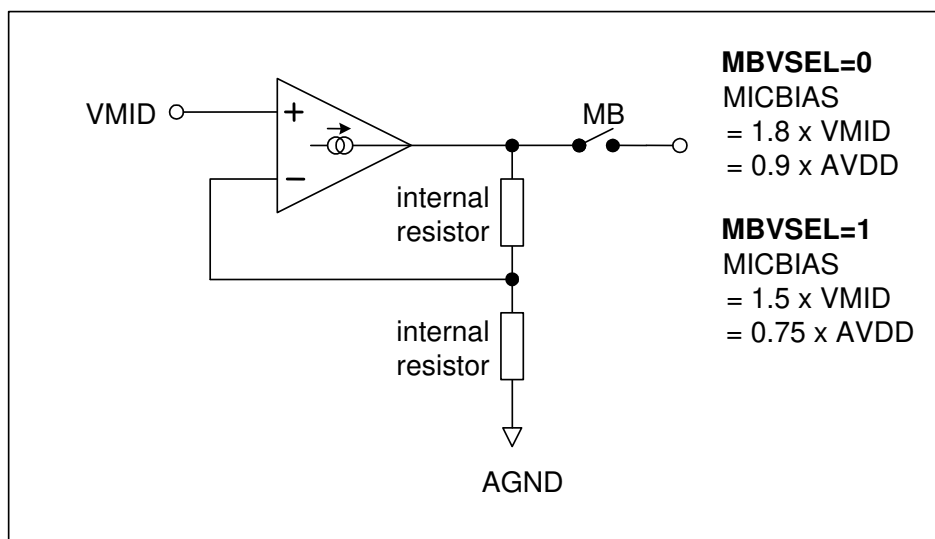 VMID
+
−
MB
internal
resistor
internal
resistor
AGND
MBVSEL=0
MICBIAS
= 1.8 x VMID
= 0.9 x AVDD
MBVSEL=1
MICBIAS
= 1.5 x VMID
= 0.75 x AVDD